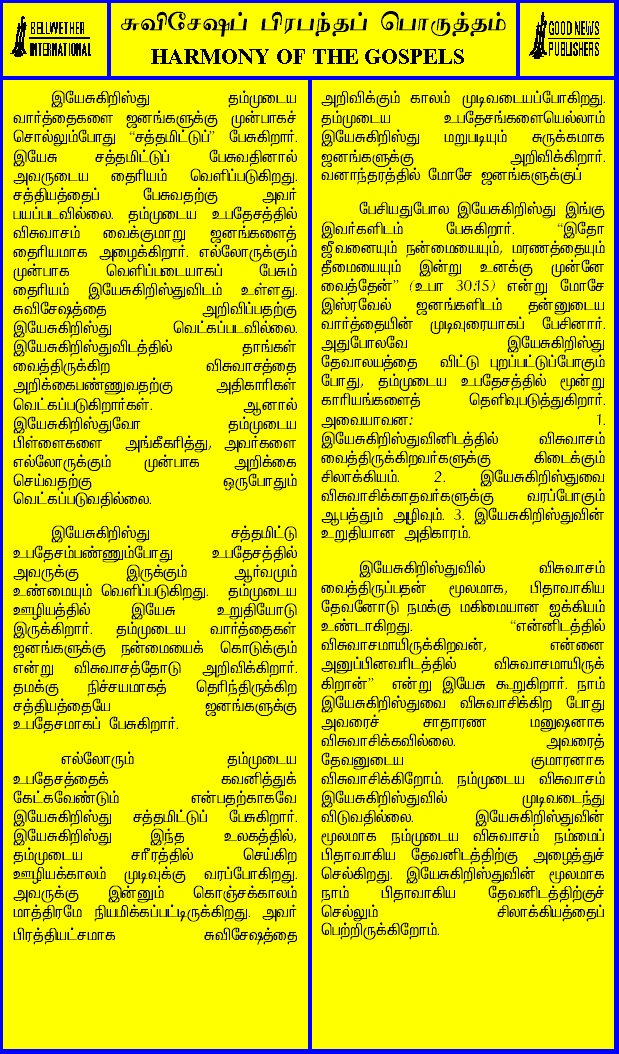 BELLWETHER
INTERNATIONAL
சுவிசேஷப் பிரபந்தப் பொருத்தம்
HARMONY OF THE GOSPELS
GOOD NEWS
PUBLISHERS
இயேசுகிறிஸ்து தம்முடைய
வார்த்தைகளை ஜனங்களுக்கு முன்பாகச்
சொல்லும்போது “சத்தமிட்டுப்” பேசுகிறார்.
இயேசு சத்தமிட்டுப் பேசுவதினால்
அவருடைய தைரியம் வெளிப்படுகிறது.
சத்தியத்தைப் பேசுவதற்கு அவர்
பயப்படவில்லை. தம்முடைய உபதேசத்தில்
விசுவாசம் வைக்குமாறு ஜனங்களைத்
தைரியமாக அழைக்கிறார். எல்லோருக்கும்
முன்பாக வெளிப்படையாகப் பேசும்
தைரியம் இயேசுகிறிஸ்துவிடம் உள்ளது.
சுவிசேஷத்தை அறிவிப்பதற்கு
இயேசுகிறிஸ்து வெட்கப்படவில்லை.
இயேசுகிறிஸ்துவிடத்தில் தாங்கள்
வைத்திருக்கிற விசுவாசத்தை
அறிக்கைபண்ணுவதற்கு அதிகாரிகள்
வெட்கப்படுகிறார்கள். ஆனால்
இயேசுகிறிஸ்துவோ தம்முடைய
பிள்ளைகளை அங்கீகரித்து, அவர்களை
எல்லோருக்கும் முன்பாக அறிக்கை
செய்வதற்கு ஒருபோதும்
வெட்கப்படுவதில்லை.
இயேசுகிறிஸ்து சத்தமிட்டு
உபதேசம்பண்ணும்போது உபதேசத்தில்
அவருக்கு இருக்கும் ஆர்வமும்
உண்மையும் வெளிப்படுகிறது. தம்முடைய
ஊழியத்தில் இயேசு உறுதியோடு
இருக்கிறார். தம்முடைய வார்த்தைகள்
ஜனங்களுக்கு நன்மையைக் கொடுக்கும்
என்று விசுவாசத்தோடு அறிவிக்கிறார்.
தமக்கு நிச்சயமாகத் தெரிந்திருக்கிற
சத்தியத்தையே ஜனங்களுக்கு
உபதேசமாகப் பேசுகிறார்.
எல்லோரும் தம்முடைய
உபதேசத்தைக் கவனித்துக்
கேட்கவேண்டும் என்பதற்காகவே
இயேசுகிறிஸ்து சத்தமிட்டுப் பேசுகிறார்.
இயேசுகிறிஸ்து இந்த உலகத்தில்,
தம்முடைய சரீரத்தில் செய்கிற
ஊழியக்காலம் முடிவுக்கு வரப்போகிறது.
அவருக்கு இன்னும் கொஞ்சக்காலம்
மாத்திரமே நியமிக்கப்பட்டிருக்கிறது. அவர்
பிரத்தியட்சமாக சுவிசேஷத்தை
அறிவிக்கும் காலம் முடிவடையப்போகிறது.
தம்முடைய உபதேசங்களையெல்லாம்
இயேசுகிறிஸ்து மறுபடியும் சுருக்கமாக
ஜனங்களுக்கு அறிவிக்கிறார்.
வனாந்தரத்தில் மோசே ஜனங்களுக்குப்
பேசியதுபோல இயேசுகிறிஸ்து இங்கு
இவர்களிடம் பேசுகிறார். “இதோ
ஜீவனையும் நன்மையையும், மரணத்தையும்
தீமையையும் இன்று உனக்கு முன்னே
வைத்தேன்” (உபா 30:15) என்று மோசே
இஸ்ரவேல் ஜனங்களிடம் தன்னுடைய
வார்த்தையின் முடிவுரையாகப் பேசினார்.
அதுபோலவே இயேசுகிறிஸ்து
தேவாலயத்தை விட்டு புறப்பட்டுப்போகும்
போது, தம்முடைய உபதேசத்தில் மூன்று
காரியங்களைத் தெளிவுபடுத்துகிறார்.
அவையாவன: 1.
இயேசுகிறிஸ்துவினிடத்தில் விசுவாசம்
வைத்திருக்கிறவர்களுக்கு கிடைக்கும்
சிலாக்கியம். 2. இயேசுகிறிஸ்துவை
விசுவாசிக்காதவர்களுக்கு வரப்போகும்
ஆபத்தும் அழிவும். 3. இயேசுகிறிஸ்துவின்
உறுதியான அதிகாரம்.
இயேசுகிறிஸ்துவில் விசுவாசம்
வைத்திருப்பதன் மூலமாக, பிதாவாகிய
தேவனோடு நமக்கு மகிமையான ஐக்கியம்
உண்டாகிறது. “என்னிடத்தில்
விசுவாசமாயிருக்கிறவன், என்னை
அனுப்பினவரிடத்தில் விசுவாசமாயிருக்
கிறான்” என்று இயேசு கூறுகிறார். நாம்
இயேசுகிறிஸ்துவை விசுவாசிக்கிற போது
அவரைச் சாதாரண மனுஷனாக
விசுவாசிக்கவில்லை. அவரைத்
தேவனுடைய குமாரனாக
விசுவாசிக்கிறோம். நம்முடைய விசுவாசம்
இயேசுகிறிஸ்துவில் முடிவடைந்து
விடுவதில்லை. இயேசுகிறிஸ்துவின்
மூலமாக நம்முடைய விசுவாசம் நம்மைப்
பிதாவாகிய தேவனிடத்திற்கு அழைத்துச்
செல்கிறது. இயேசுகிறிஸ்துவின் மூலமாக
நாம் பிதாவாகிய தேவனிடத்திற்குச்
செல்லும் சிலாக்கியத்தைப்
பெற்றிருக்கிறோம்.